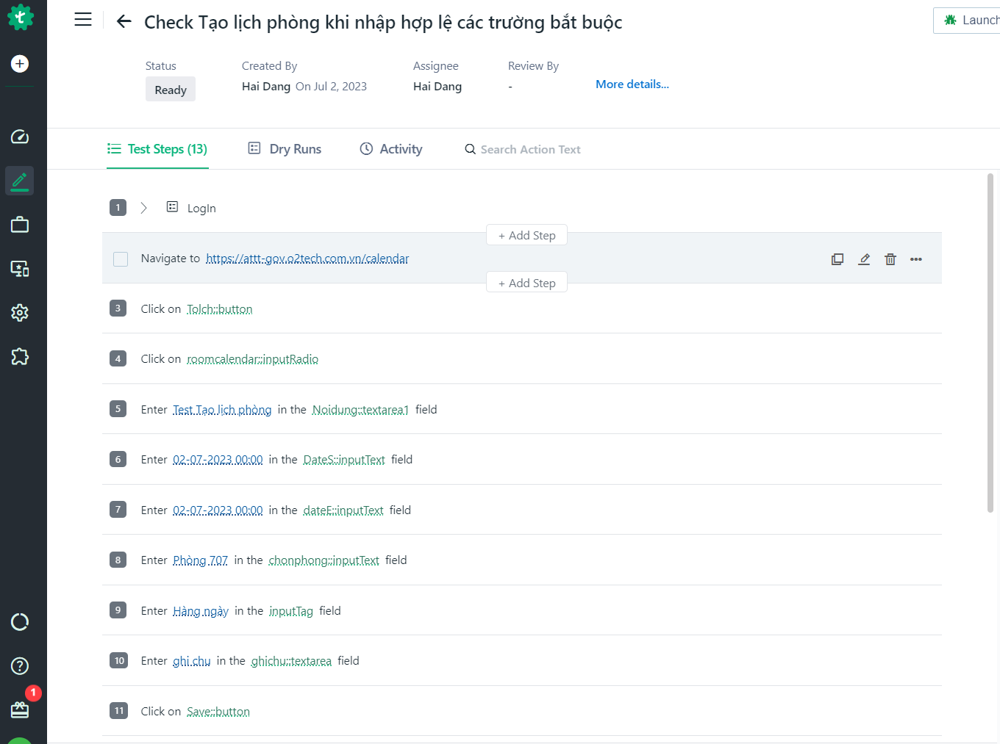 Check Tạo lịch phòng khi nhập hợp lệ các trường bắt buộc
Launch
Status
Created By
Assignee
Review By
Ready
Hai Dang On Jul 2, 2023
Hai Dang
-
More details...
Test Steps (13)
Dry Runs
Activity
Search Action Text
1 LogIn
+ Add Step
Navigate to https://attt-gov.o2tech.com.vn/calendar
+ Add Step
3 Click on Tolch::button
4 Click on roomcalendar::inputRadio
5 Enter Test Tạo lịch phòng in the Noidung::textarea1 field
6 Enter 02-07-2023 00:00 in the DateS::inputText field
7 Enter 02-07-2023 00:00 in the dateE::inputText field
8 Enter Phòng 707 in the chonphong::inputText field
9 Enter Hàng ngày in the inputTag field
10 Enter ghi chu in the ghichu::textarea field
1
11 Click on Save::button